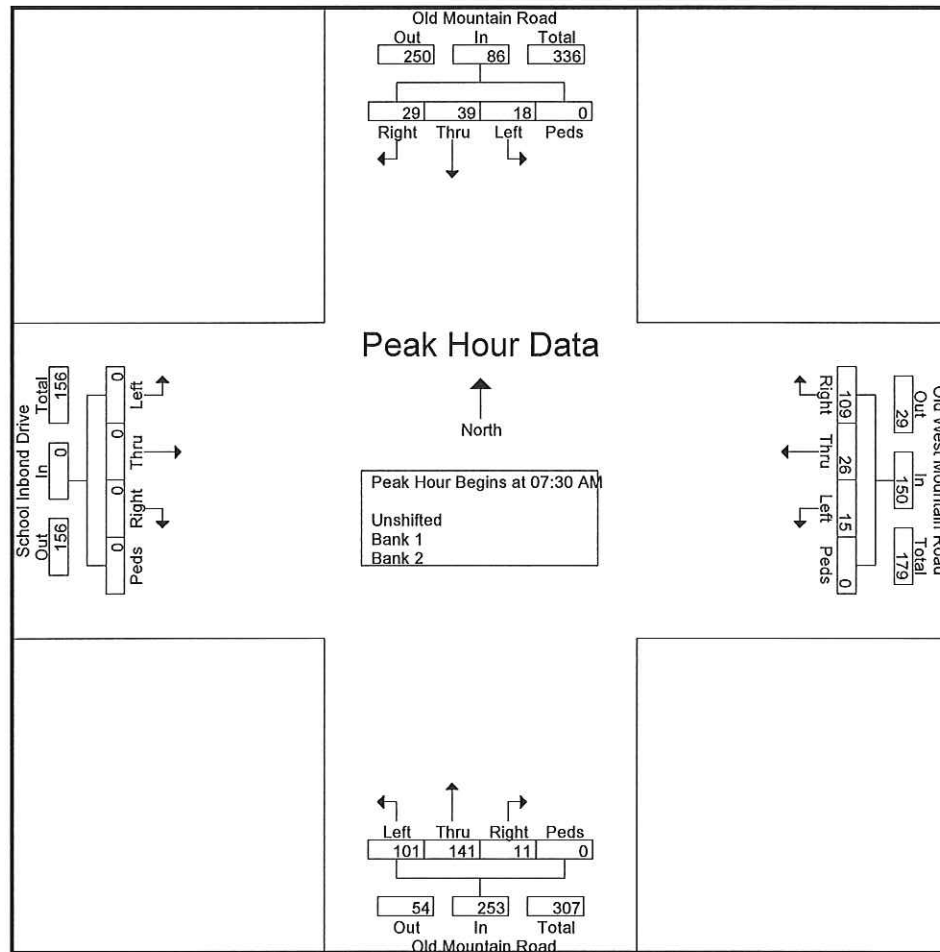 Old Mountain Road
Out In Total
250 86 336
29 39 18 0
Right Thru Left Peds
Peak Hour Data
North
Peak Hour Begins at 07:30 AM
Unshifted
Bank 1
Bank 2
School Inbond Drive
Out In Total
156 0 156
0 0 0 0
Left Thru Right Peds
Old West Mountain Road
Out In Total
29 150 179
109 26 15 0
Right Thru Left Peds
Left Thru Right Peds
101 141 11 0
54 253 307
Out In Total
Old Mountain Road